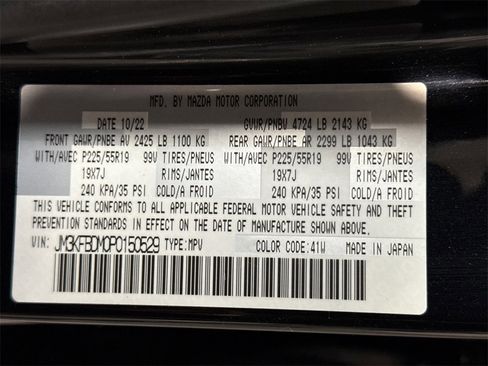 MFD. BY MAZDA MOTOR CORPORATION
DATE 10/22 GVWR/PNBV 4724 LB 2143 KG
FRONT GAWR/PNBE AV 2425 LB 1100 KG REAR GAWR/PNBE AR 2299 LB 1043 KG
WITH/AVEC P225/55R19 99V TIRES/PNEUS WITH/AVEC P225/55R19 99V TIRES/PNEUS
19X7J RIMS/JANTES 19X7J RIMS/JANTES
240 KPA/35 PSI COLD/A FROID 240 KPA/35 PSI COLD/A FROID
THIS VEHICLE CONFORMS TO ALL APPLICABLE FEDERAL MOTOR VEHICLE SAFETY AND THEFT
PREVENTION STANDARDS IN EFFECT ON THE DATE OF MANUFACTURE SHOWN ABOVE.
VIN: JM3KFBDM0P0150529 TYPE:MPV COLOR CODE:41W MADE IN JAPAN